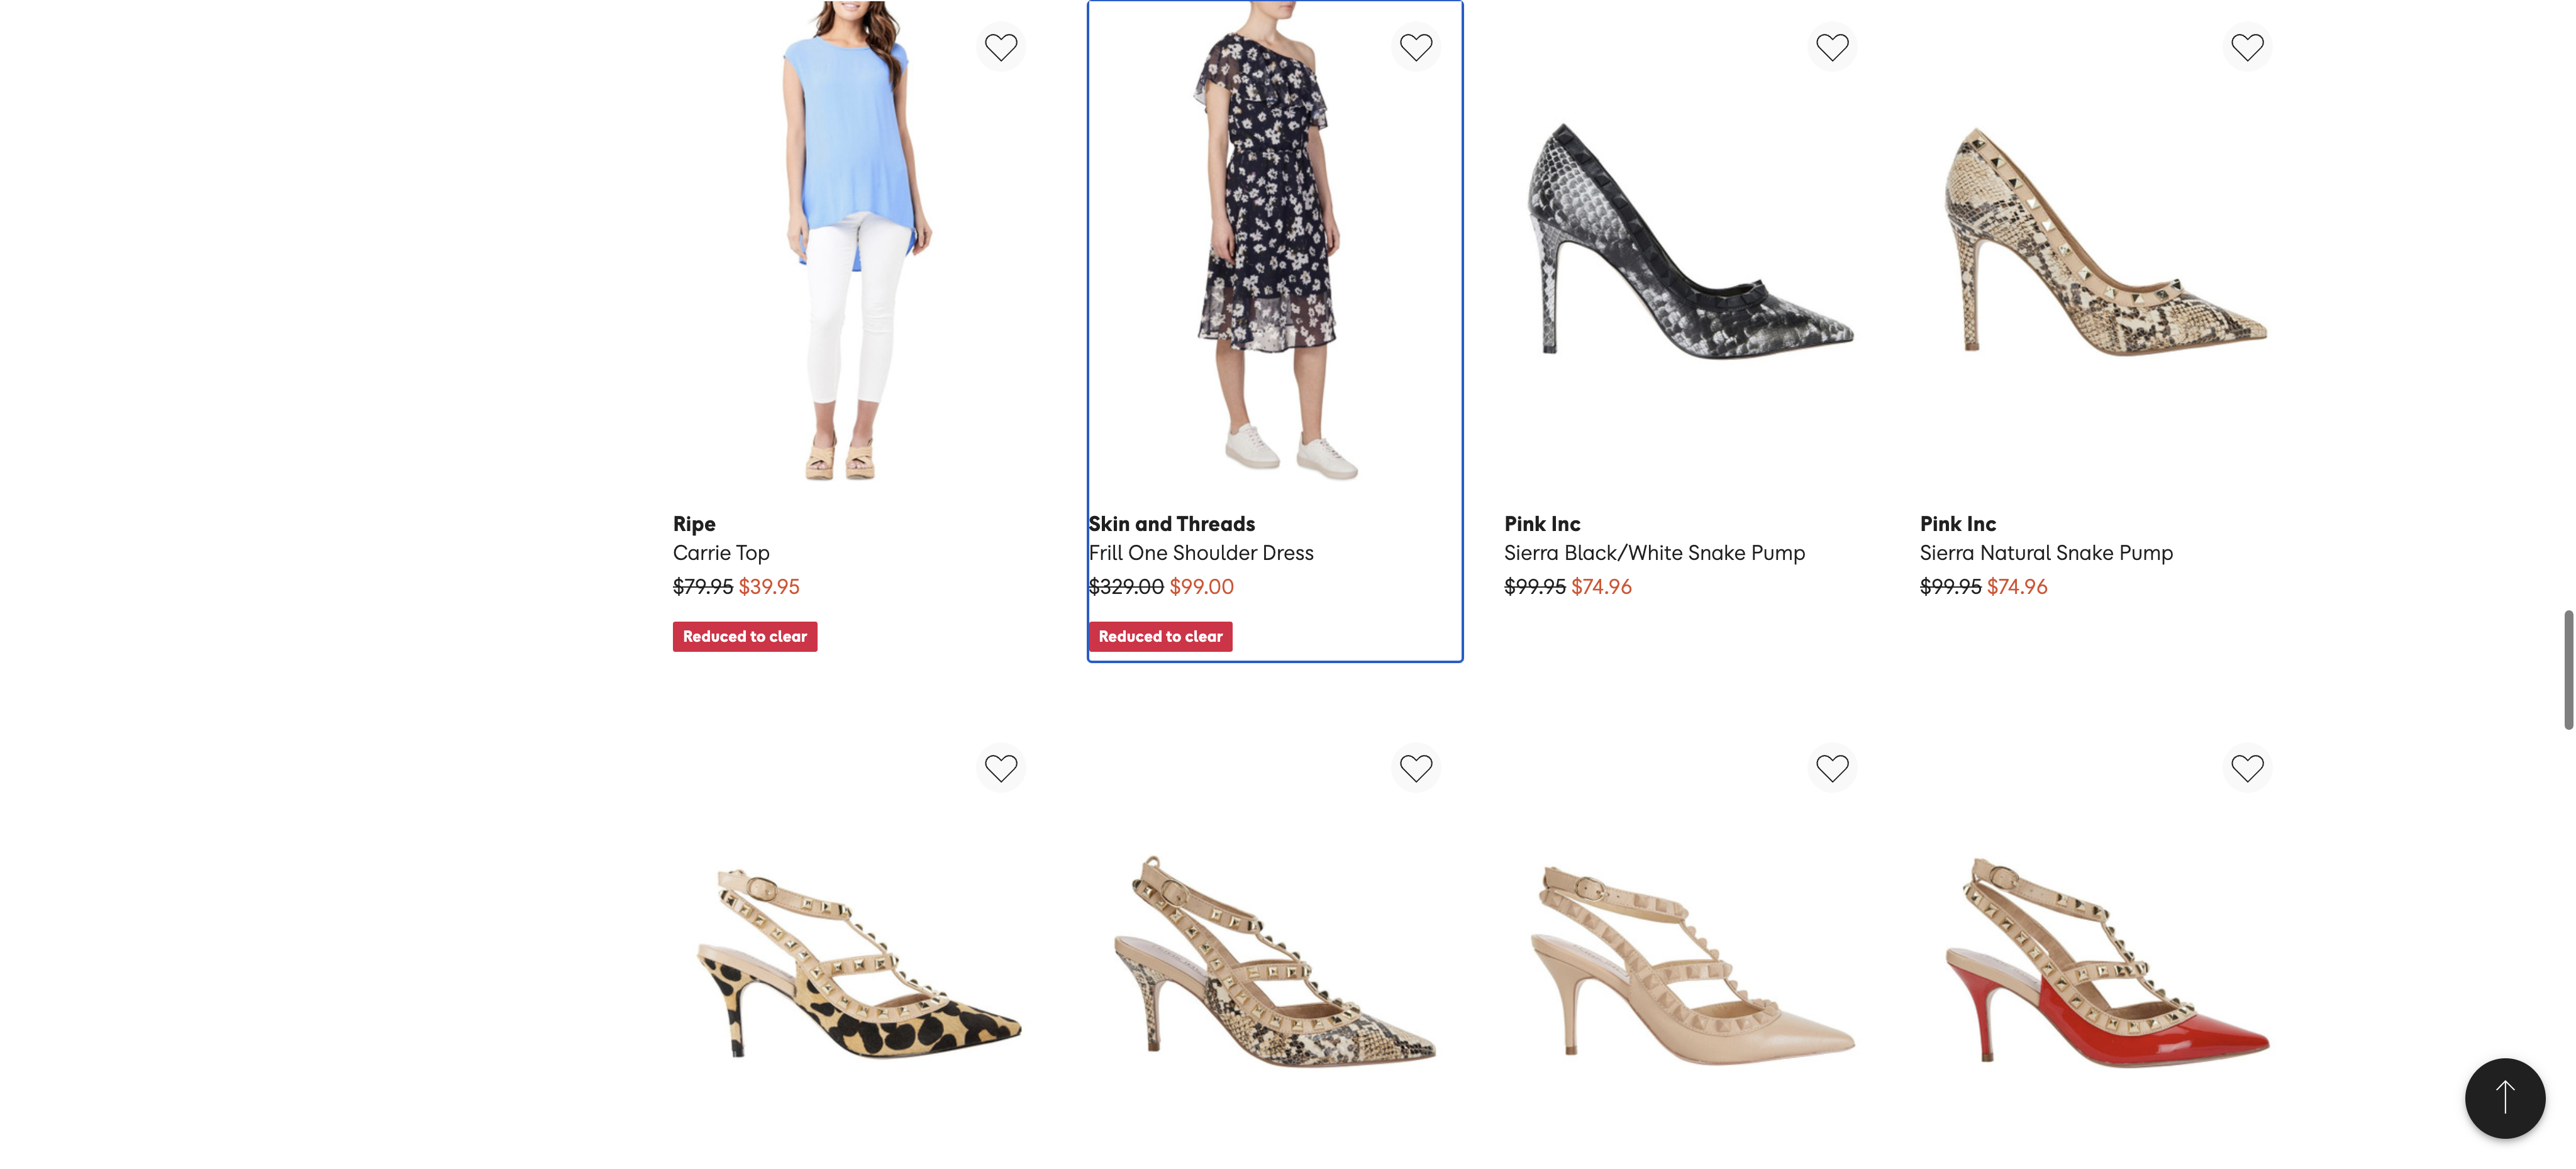 Ripe
Carrie Top
$79.95 $39.95
Reduced to clear
Skin and Threads
Frill One Shoulder Dress
$329.00 $99.00
Reduced to clear
Pink Inc
Sierra Black/White Snake Pump
$99.95 $74.96
Pink Inc
Sierra Natural Snake Pump
$99.95 $74.96